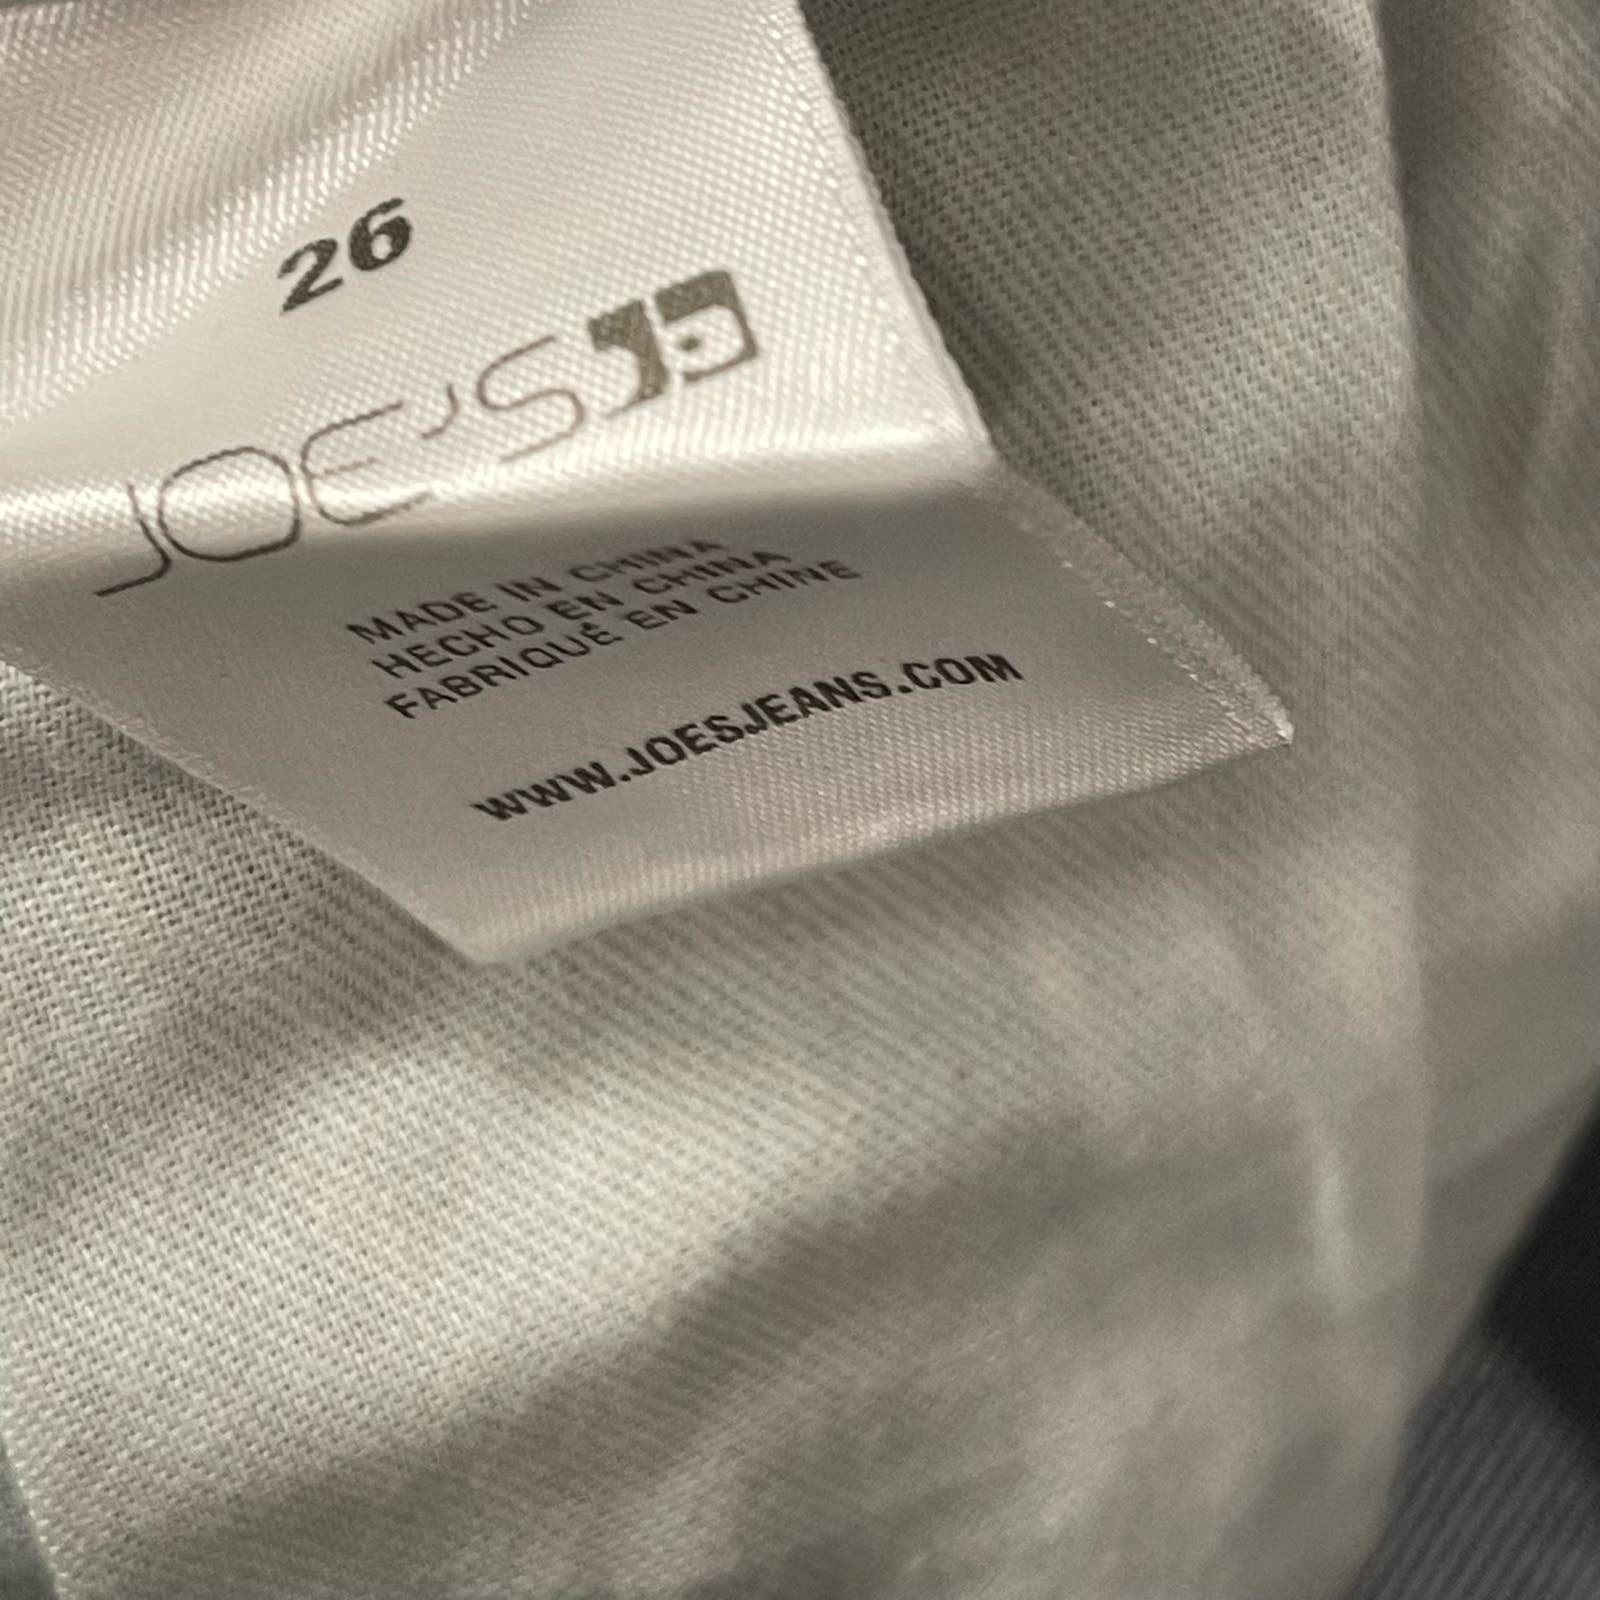 26
JOE'S
MADE IN CHINA
HECHO EN CHINA
FABRIQUÉ EN CHINE
WWW.JOESJEANS.COM